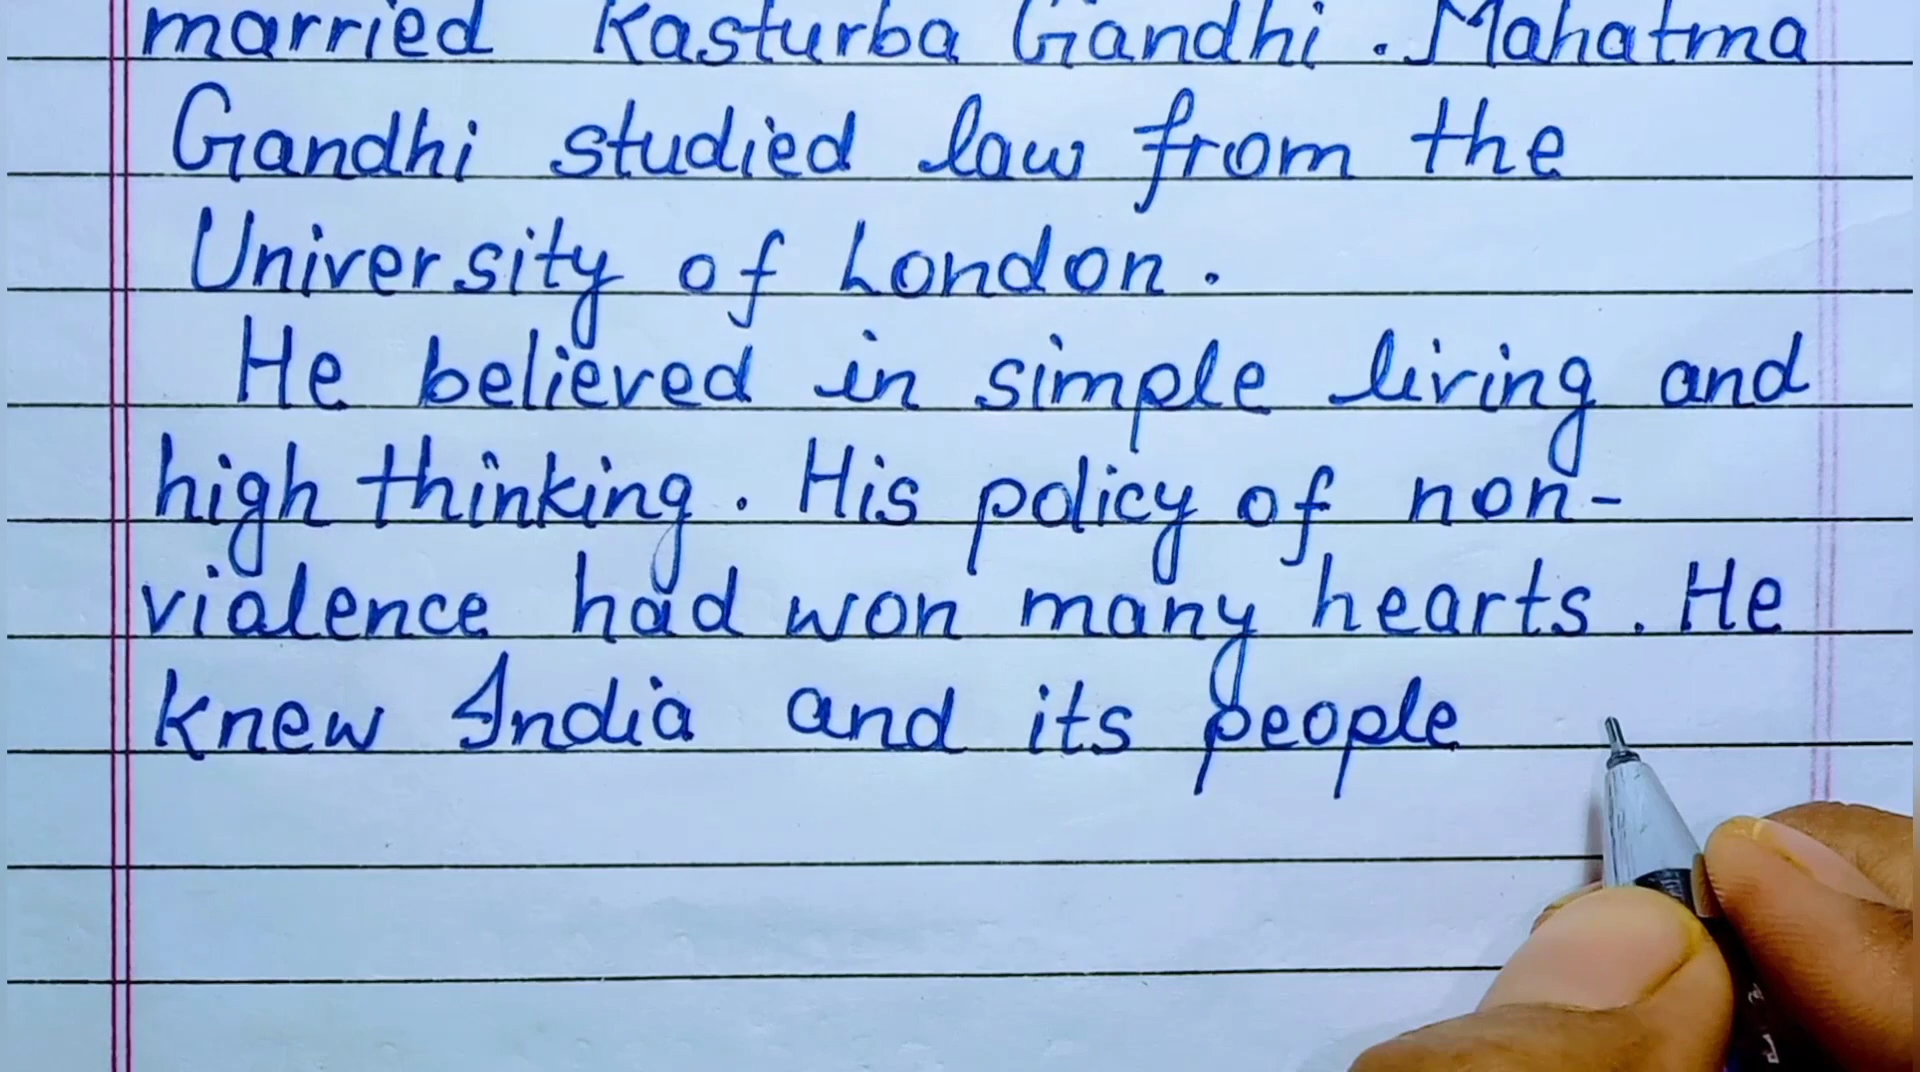 married Kasturba Gandhi. Mahatma
Gandhi studied law from the
University of London.
He believed in simple living and
high thinking. His policy of non-
violence had won many hearts. He
knew India and its people